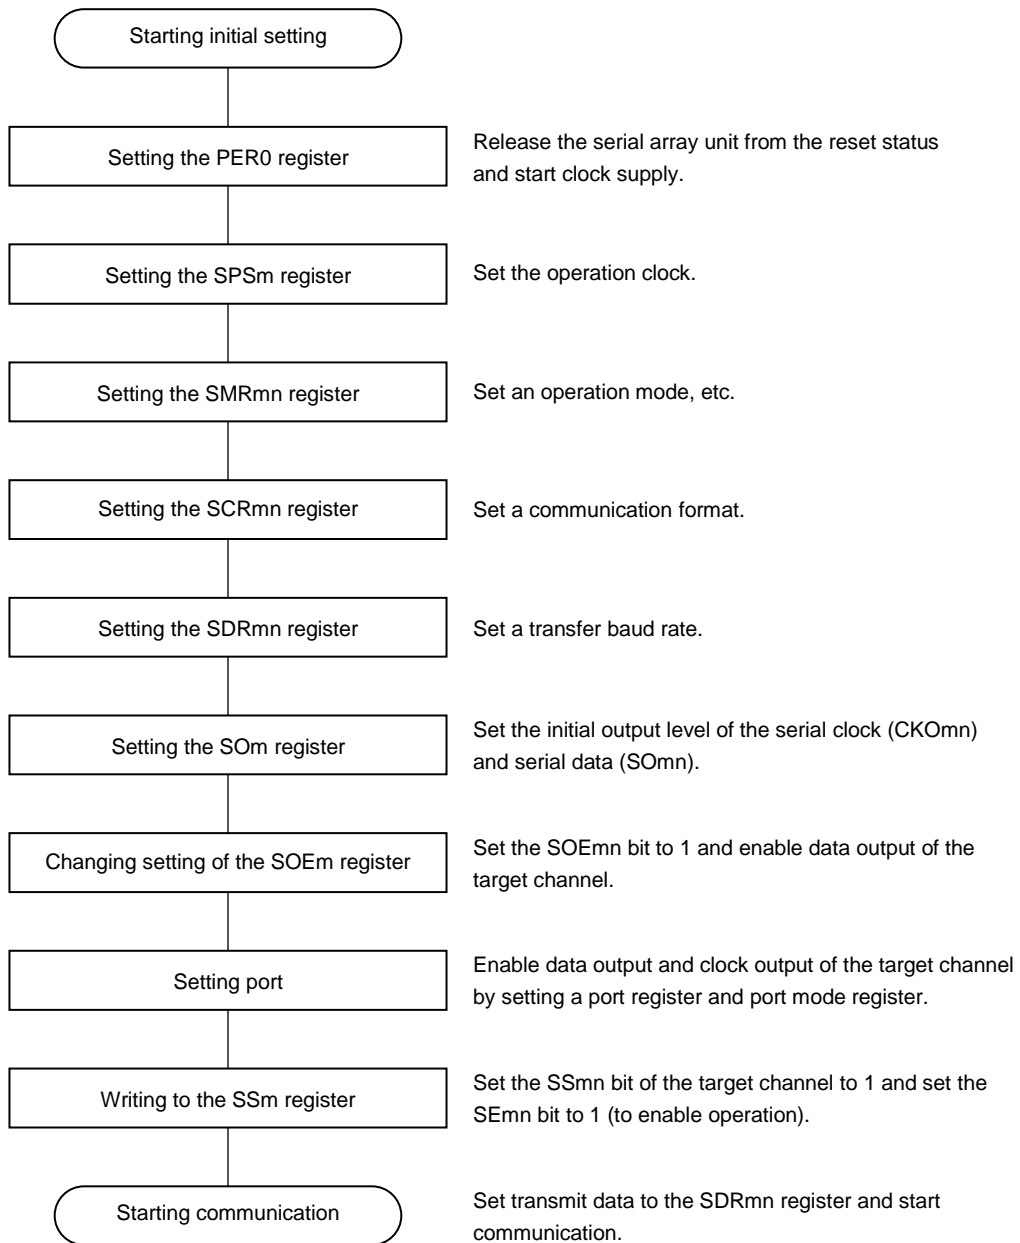 Starting initial setting
Setting the PER0 register
Release the serial array unit from the reset status
and start clock supply.
Setting the SPSm register
Set the operation clock.
Setting the SMRmn register
Set an operation mode, etc.
Setting the SCRmn register
Set a communication format.
Setting the SDRmn register
Set a transfer baud rate.
Setting the SOm register
Set the initial output level of the serial clock (CKOmn)
and serial data (SOmn).
Changing setting of the SOEm register
Set the SOEmn bit to 1 and enable data output of the
target channel.
Setting port
Enable data output and clock output of the target channel
by setting a port register and port mode register.
Writing to the SSm register
Set the SSmn bit of the target channel to 1 and set the
SEmn bit to 1 (to enable operation).
Starting communication
Set transmit data to the SDRmn register and start
communication.